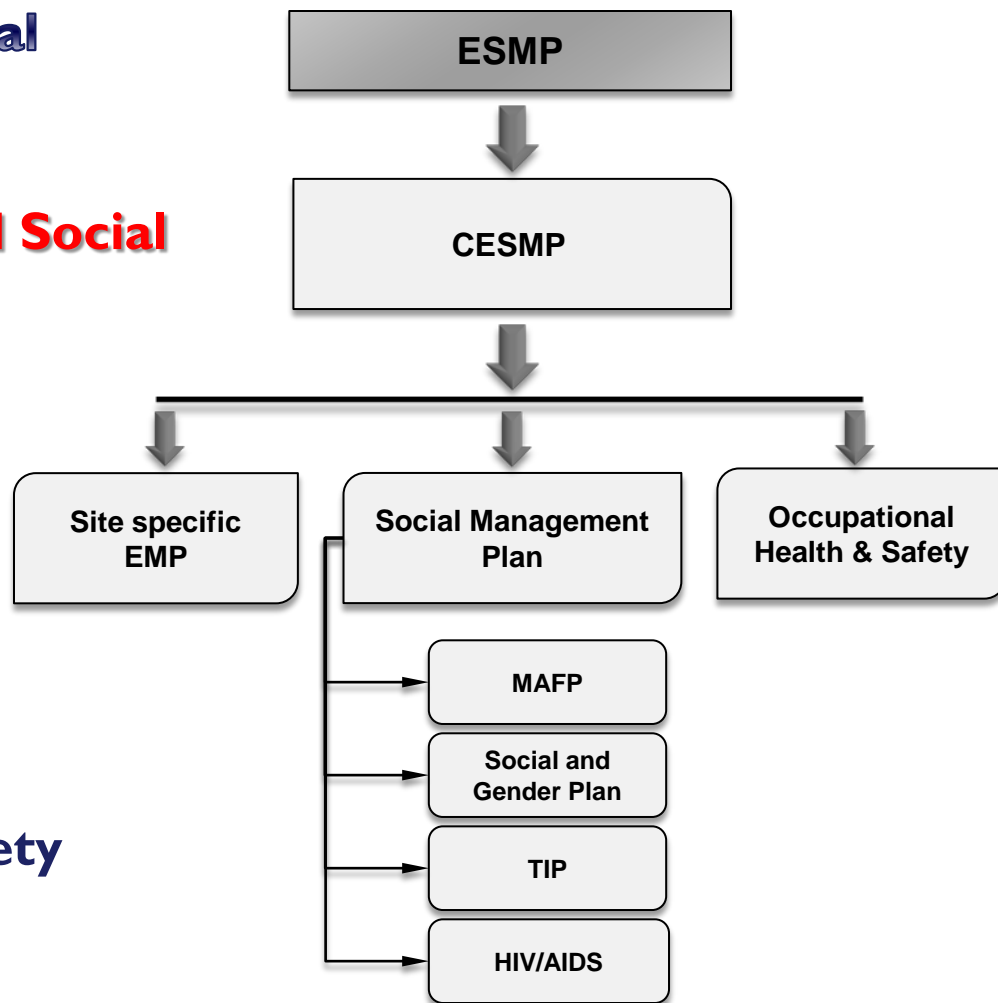 al
ESMP
Social
CESMP
Site specific
EMP
Social Management
Plan
Occupational
Health & Safety
MAFP
Social and
Gender Plan
ety
TIP
HIV/AIDS